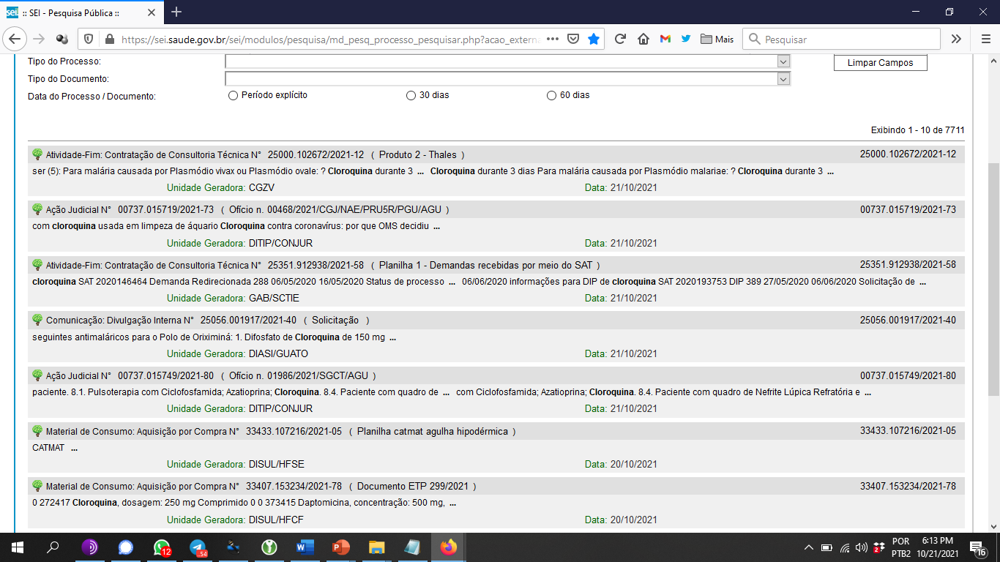 :: SEI - Pesquisa Pública ::
https://sei.saude.gov.br/sei/modulos/pesquisa/md_pesq_processo_pesquisar.php?acao_extern
Mais
Pesquisar
Tipo do Processo:
Limpar Campos
Tipo do Documento:
Data do Processo / Documento: Período explícito 30 dias 60 dias
Exibindo 1 - 10 de 7711
Atividade-Fim: Contratação de Consultoria Técnica N° 25000.102672/2021-12 ( Produto 2 - Thales ) 25000.102672/2021-12
ser (5): Para malária causada por Plasmódio vivax ou Plasmódio ovale: ? Cloroquina durante 3 ... Cloroquina durante 3 dias Para malária causada por Plasmódio malariae: ? Cloroquina durante 3 ...
Unidade Geradora: CGZV Data: 21/10/2021
Ação Judicial N° 00737.015719/2021-73 ( Ofício n. 00468/2021/CGJ/NAE/PRU5R/PGU/AGU ) 00737.015719/2021-73
com cloroquina usada em limpeza de áquario Cloroquina contra coronavírus: por que OMS decidiu ...
Unidade Geradora: DITIP/CONJUR Data: 21/10/2021
Atividade-Fim: Contratação de Consultoria Técnica N° 25351.912938/2021-58 ( Planilha 1 - Demandas recebidas por meio do SAT ) 25351.912938/2021-58
cloroquina SAT 2020146464 Demanda Redirecionada 288 06/05/2020 16/05/2020 Status de processo ... 06/06/2020 informações para DIP de cloroquina SAT 2020193753 DIP 389 27/05/2020 06/06/2020 Solicitação de ...
Unidade Geradora: GAB/SCTIE Data: 21/10/2021
Comunicação: Divulgação Interna N° 25056.001917/2021-40 ( Solicitação ) 25056.001917/2021-40
seguintes antimaláricos para o Polo de Oriximiná: 1. Difosfato de Cloroquina de 150 mg ...
Unidade Geradora: DIASI/GUATO Data: 21/10/2021
Ação Judicial N° 00737.015749/2021-80 ( Ofício n. 01986/2021/SGCT/AGU ) 00737.015749/2021-80
paciente. 8.1. Pulsoterapia com Ciclofosfamida; Azatioprina; Cloroquina. 8.4. Paciente com quadro de ... com Ciclofosfamida; Azatioprina; Cloroquina. 8.4. Paciente com quadro de Nefrite Lúpica Refratória e ...
Unidade Geradora: DITIP/CONJUR Data: 21/10/2021
Material de Consumo: Aquisição por Compra N° 33433.107216/2021-05 ( Planilha catmat agulha hipodérmica ) 33433.107216/2021-05
CATMAT ...
Unidade Geradora: DISUL/HFSE Data: 20/10/2021
Material de Consumo: Aquisição por Compra N° 33407.153234/2021-78 ( Documento ETP 299/2021 ) 33407.153234/2021-78
0 272417 Cloroquina, dosagem: 250 mg Comprimido 0 0 373415 Daptomicina, concentração: 500 mg, ...
Unidade Geradora: DISUL/HFCF Data: 20/10/2021
12 .54 2 POR 6:13 PM
PTB2 10/21/2021 16